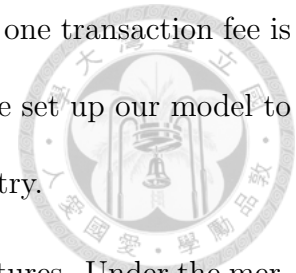 one transaction fee is
e set up our model to
try.
tures. Under the mer-